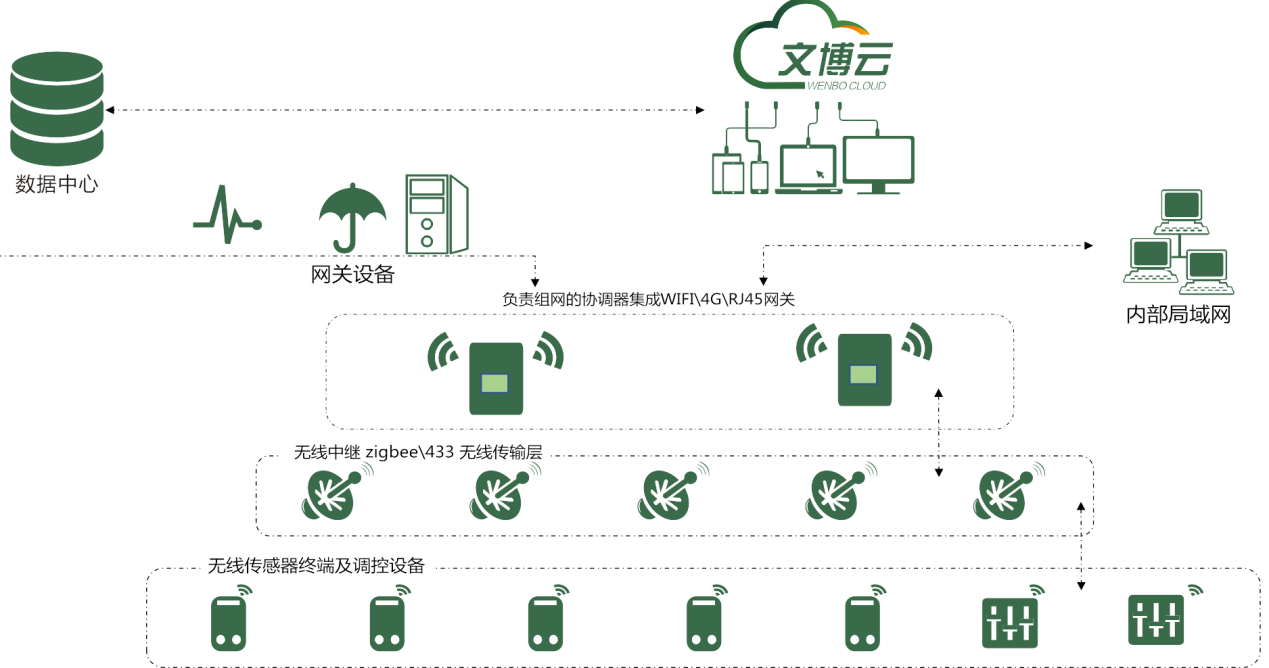 文博云
WENBO CLOUD
数据中心
网关设备
负责组网的协调器集成WIFI\4G\RJ45网关
内部局域网
无线中继 zigbee\433 无线传输层
无线传感器终端及调控设备